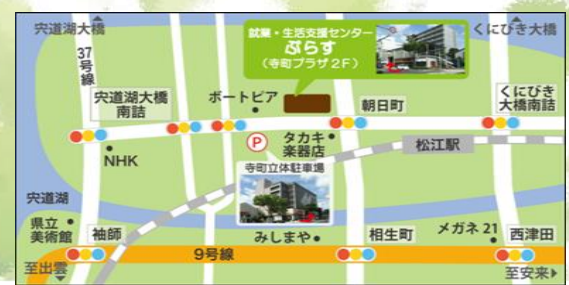 宍道湖大橋
くにびき大橋
37号線
就業・生活支援センター
ぷらす
（寺町プラザ2F）
宍道湖大橋
南詰
ポートピア
朝日町
くにびき
大橋南詰
NHK
P
タカキ
楽器店
松江駅
寺町立体駐車場
宍道湖
県立
美術館
袖師
みしまや
相生町
メガネ21
西津田
9号線
至出雲
至安来